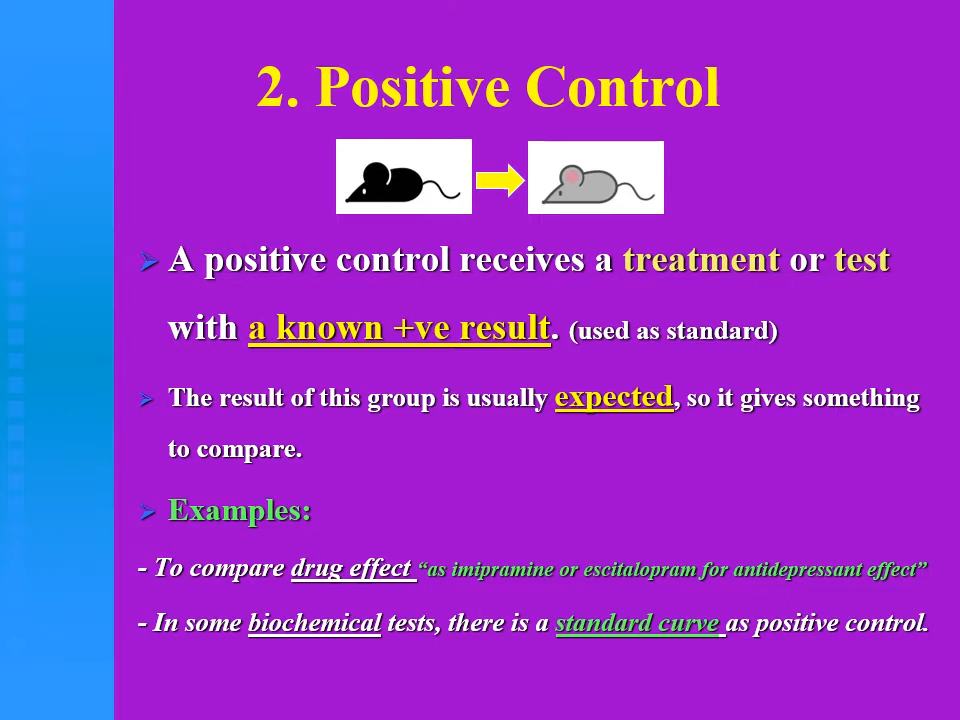 2. Positive Control
A positive control receives a treatment or test
with a known +ve result. (used as standard)
The result of this group is usually expected, so it gives something
to compare.
Examples:
- To compare drug effect “as imipramine or escitalopram for antidepressant effect”
- In some biochemical tests, there is a standard curve as positive control.